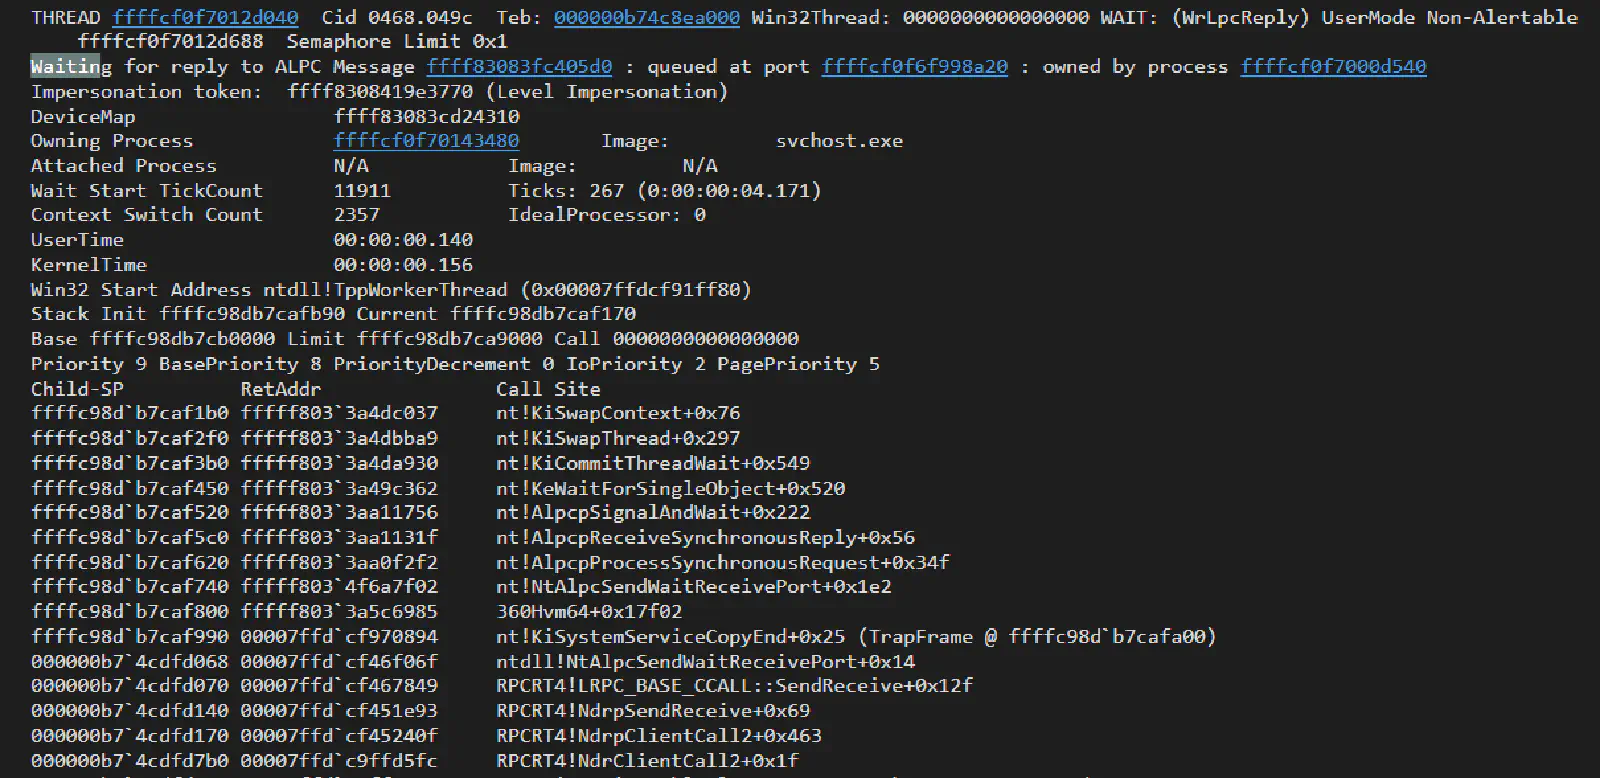 THREAD ffffcf0f7012d040  Cid 0468.049c  Teb: 000000b74c8ea000 Win32Thread: 0000000000000000 WAIT: (WrLpcReply) UserMode Non-Alertable
ffffcf0f7012d688  Semaphore Limit 0x1
Waiting for reply to ALPC Message ffff83083fc405d0 : queued at port ffffcf0f6f998a20 : owned by process ffffcf0f7000d540
Impersonation token:  ffff8308419e3770 (Level Impersonation)
DeviceMap                 ffff83083cd24310
Owning Process            ffffcf0f70143480       Image:         svchost.exe
Attached Process          N/A            Image:         N/A
Wait Start TickCount      11911          Ticks: 267 (0:00:00:04.171)
Context Switch Count      2357           IdealProcessor: 0
UserTime                  00:00:00.140
KernelTime                00:00:00.156
Win32 Start Address ntdll!TppWorkerThread (0x00007ffdcf91ff80)
Stack Init ffffc98db7cafb90 Current ffffc98db7caf170
Base ffffc98db7cb0000 Limit ffffc98db7ca9000 Call 0000000000000000
Priority 9 BasePriority 8 PriorityDecrement 0 IoPriority 2 PagePriority 5
Child-SP          RetAddr               Call Site
ffffc98d`b7caf1b0 fffff803`3a4dc037     nt!KiSwapContext+0x76
ffffc98d`b7caf2f0 fffff803`3a4dbba9     nt!KiSwapThread+0x297
ffffc98d`b7caf3b0 fffff803`3a4da930     nt!KiCommitThreadWait+0x549
ffffc98d`b7caf450 fffff803`3a49c362     nt!KeWaitForSingleObject+0x520
ffffc98d`b7caf520 fffff803`3aa11756     nt!AlpcpSignalAndWait+0x222
ffffc98d`b7caf5c0 fffff803`3aa1131f     nt!AlpcpReceiveSynchronousReply+0x56
ffffc98d`b7caf620 fffff803`3aa0f2f2     nt!AlpcpProcessSynchronousRequest+0x34f
ffffc98d`b7caf740 fffff803`4f6a7f02     nt!NtAlpcSendWaitReceivePort+0x1e2
ffffc98d`b7caf800 fffff803`3a5c6985     360Hvm64+0x17f02
ffffc98d`b7caf990 00007ffd`cf970894     nt!KiSystemServiceCopyEnd+0x25 (TrapFrame @ ffffc98d`b7cafa00)
000000b7`4cdfd068 00007ffd`cf46f06f     ntdll!NtAlpcSendWaitReceivePort+0x14
000000b7`4cdfd070 00007ffd`cf467849     RPCRT4!LRPC_BASE_CCALL::SendReceive+0x12f
000000b7`4cdfd140 00007ffd`cf451e93     RPCRT4!NdrpSendReceive+0x69
000000b7`4cdfd170 00007ffd`cf45240f     RPCRT4!NdrpClientCall2+0x463
000000b7`4cdfd7b0 00007ffd`c9ffd5fc     RPCRT4!NdrClientCall2+0x1f